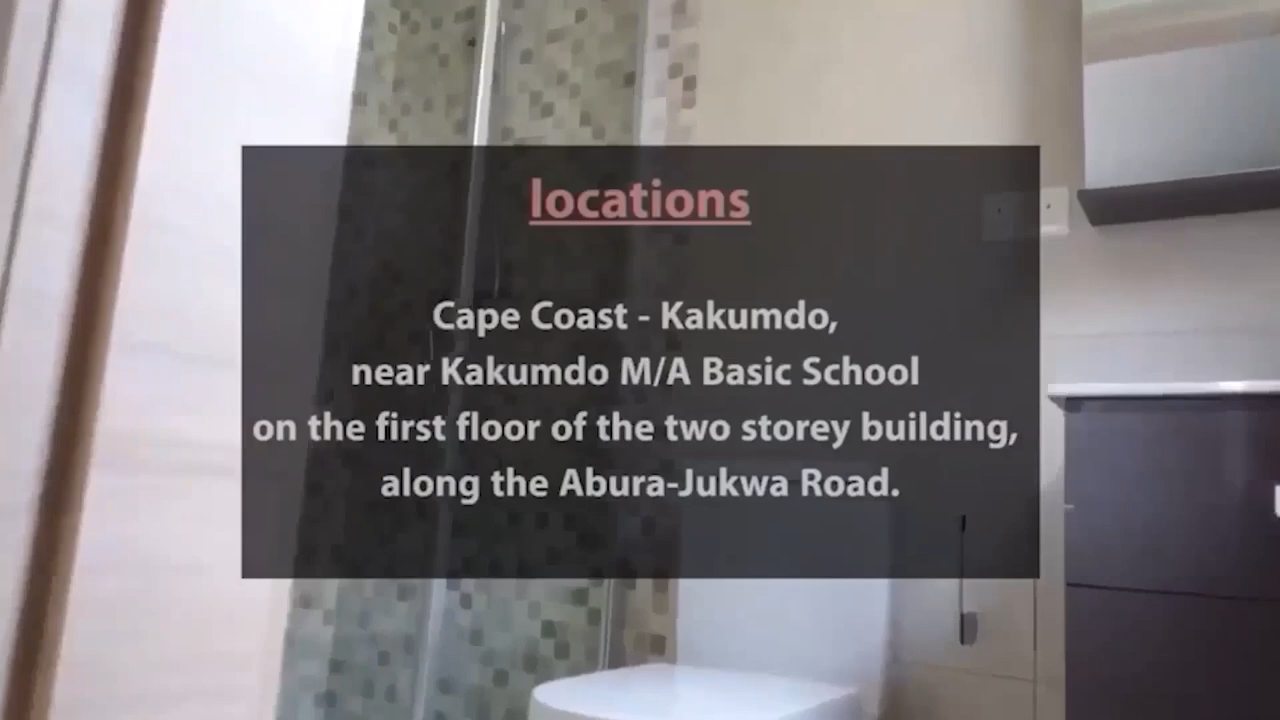 locations
Cape Coast - Kakumdo,
near Kakumdo M/A Basic School
on the first floor of the two storey building,
along the Abura-Jukwa Road.